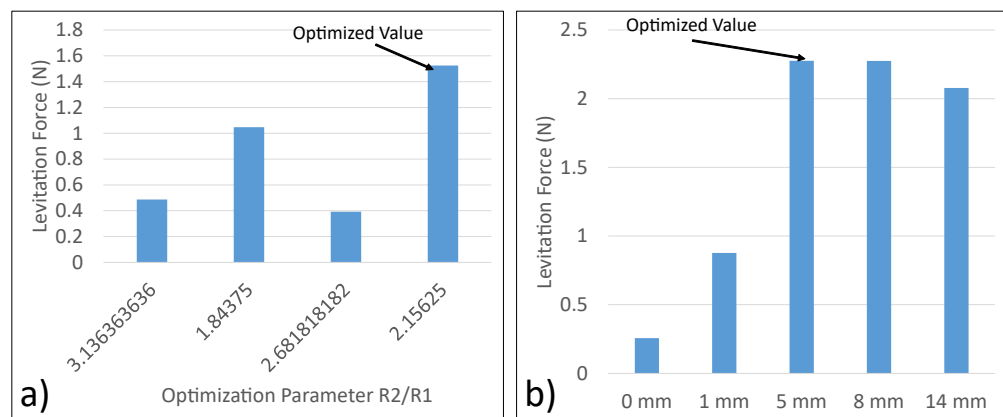 Optimized Value
Levitation Force (N)
1.8
1.6
1.4
1.2
1
0.8
0.6
0.4
0.2
0
3.136363636
1.84375
2.681818182
2.15625
Optimization Parameter R2/R1
a)
Optimized Value
Levitation Force (N)
2.5
2
1.5
1
0.5
0
0 mm 1 mm 5 mm 8 mm 14 mm
b)